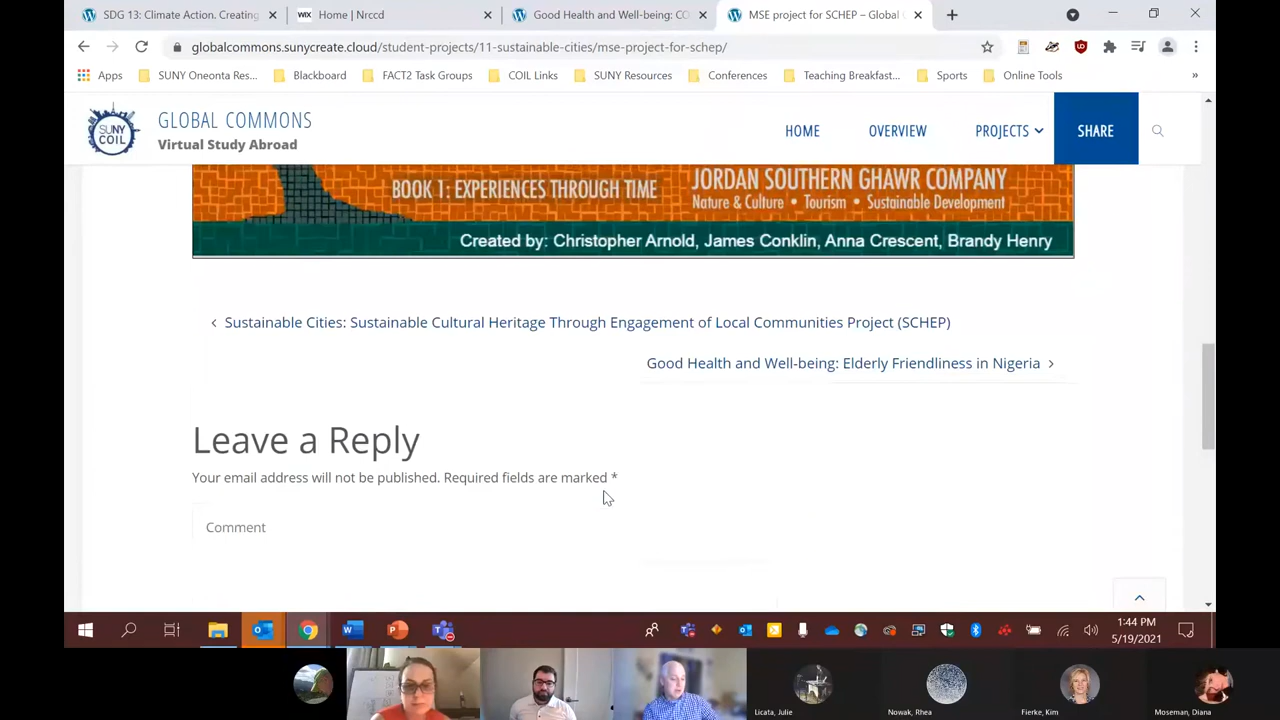 SDG 13: Climate Action. Creating
Home | Nrccd
Good Health and Well-being: CO
MSE project for SCHEP – Global C
globalcommons.sunycreate.cloud/student-projects/11-sustainable-cities/mse-project-for-schep/
Apps
SUNY Oneonta Res...
Blackboard
FACT2 Task Groups
COIL Links
SUNY Resources
Conferences
Teaching Breakfast...
Sports
Online Tools
»
SUNY COIL
GLOBAL COMMONS
Virtual Study Abroad
HOME
OVERVIEW
PROJECTS
SHARE
BOOK 1: EXPERIENCES THROUGH TIME
JORDAN SOUTHERN GHAWR COMPANY
Nature & Culture • Tourism • Sustainable Development
Created by: Christopher Arnold, James Conklin, Anna Crescent, Brandy Henry
Sustainable Cities: Sustainable Cultural Heritage Through Engagement of Local Communities Project (SCHEP)
Good Health and Well-being: Elderly Friendliness in Nigeria
Leave a Reply
Your email address will not be published. Required fields are marked *
Comment
1:44 PM
5/19/2021
Licata, Julie
Nowak, Rhea
Fierke, Kim
Moseman, Diana